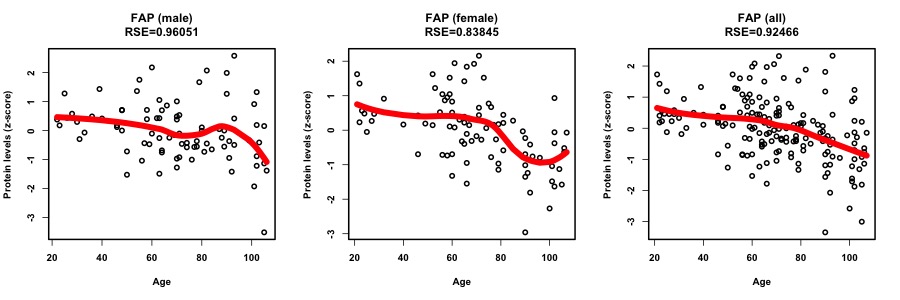 FAP (male)
RSE=0.96051
Protein levels (z-score)
2
1
0
-1
-2
-3
20
40
60
80
100
Age
FAP (female)
RSE=0.83845
Protein levels (z-score)
2
1
0
-1
-2
-3
20
40
60
80
100
Age
FAP (all)
RSE=0.92466
Protein levels (z-score)
2
1
0
-1
-2
-3
20
40
60
80
100
Age